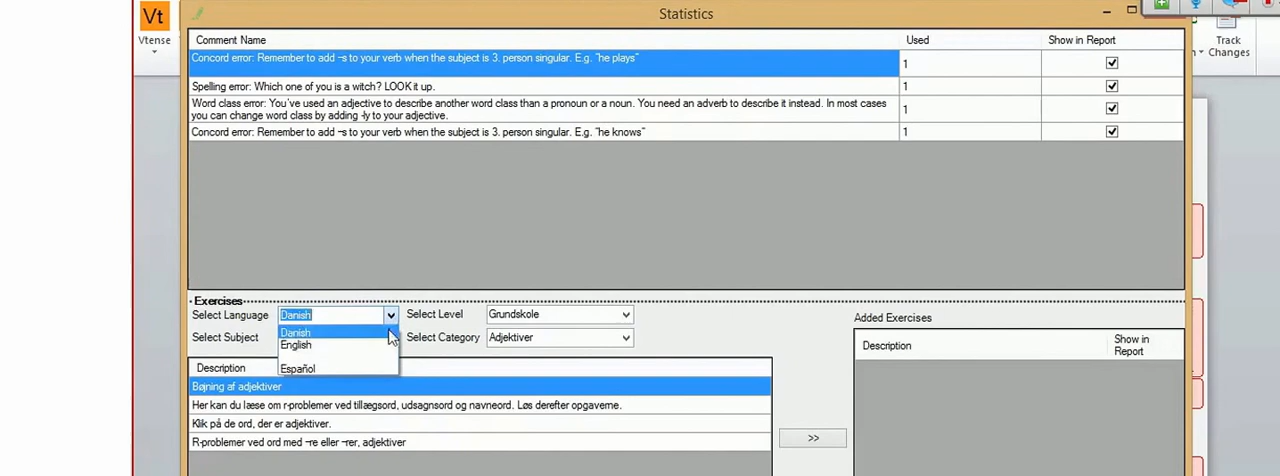 Statistics
Vt
Vtense
Track
Changes
Comment Name Used Show in Report
Concord error: Remember to add -s to your verb when the subject is 3. person singular. E.g. "he plays" 1
Spelling error: Which one of you is a witch? LOOK it up. 1
Word class error: You've used an adjective to describe another word class than a pronoun or a noun. You need an adverb to describe it instead. In most cases 1
you can change word class by adding -ly to your adjective.
Concord error: Remember to add -s to your verb when the subject is 3. person singular. E.g. "he knows" 1
Exercises
Select Language Danish Select Level Grundskole
Danish
English
Español
Select Subject Select Category Adjektiver
Description
Bøjning af adjektiver
Her kan du læse om r-problemer ved tillægsord, udsagnsord og navneord. Løs derefter opgaverne.
Klik på de ord, der er adjektiver.
R-problemer ved ord med -re eller -rer, adjektiver
>>
Added Exercises
Description Show in
Report